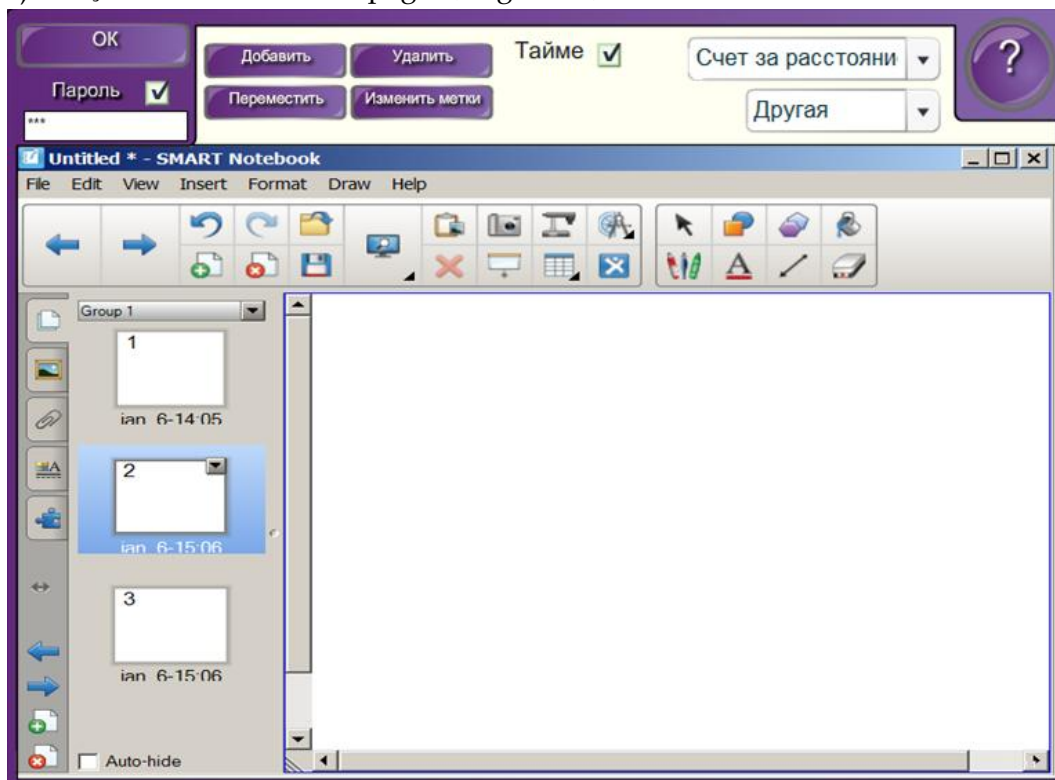 ОК
Пароль
***
Добавить
Удалить
Переместить
Изменить метки
Тайме
Счет за расстояни
Другая
?
Untitled * - SMART Notebook
File Edit View Insert Format Draw Help
Group 1
1
ian 6-14:05
2
ian 6-15:06
3
ian 6-15:06
Auto-hide